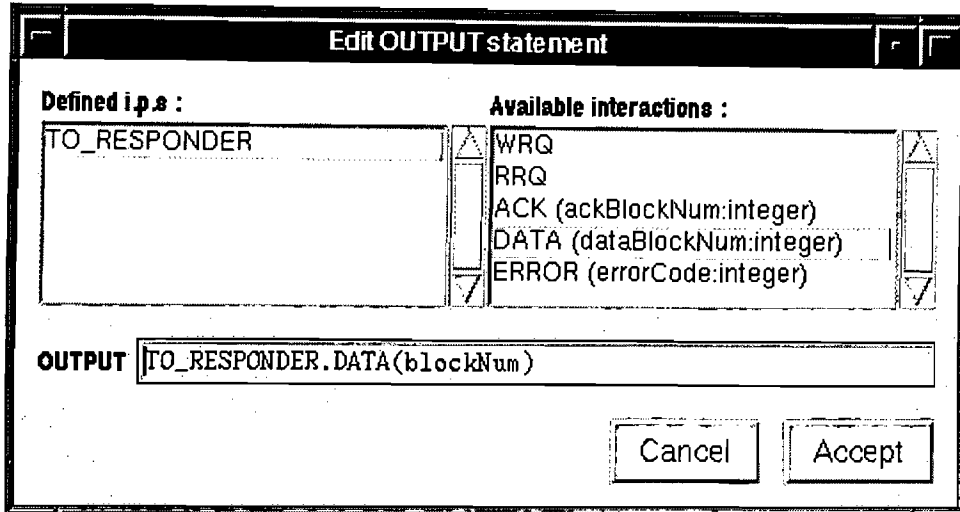 Edit OUTPUT statement
Defined i.p.s :
TO_RESPONDER
Available interactions :
WRQ
RRQ
ACK (ackBlockNum:integer)
DATA (dataBlockNum:integer)
ERROR (errorCode:integer)
OUTPUT TO_RESPONDER.DATA(blockNum)
Cancel Accept